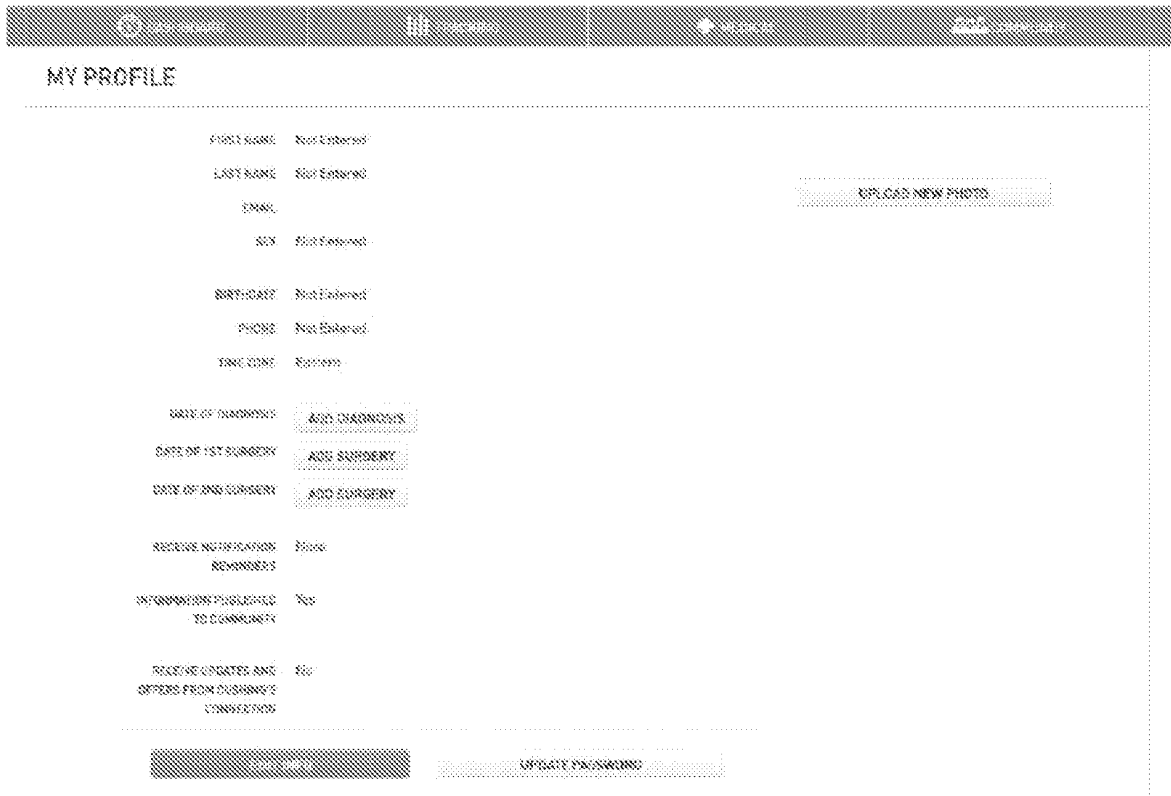 MY PROFILE
FIRST NAME Not Entered
LAST NAME Not Entered
UPLOAD NEW PHOTO
EMAIL
SEX Not Entered
BIRTHDATE Not Entered
PHONE Not Entered
TIME ZONE Eastern
DATE OF DIAGNOSIS ADD DIAGNOSIS
DATE OF 1ST SURGERY ADD SURGERY
DATE OF 2ND SURGERY ADD SURGERY
RECEIVE NOTIFICATION
REMINDERS
INFORMATION PUBLISHED Yes
TO COMMUNITY
RECEIVE UPDATES AND No
OFFERS FROM CUSHING'S
CONNECTION
UPDATE PASSWORD